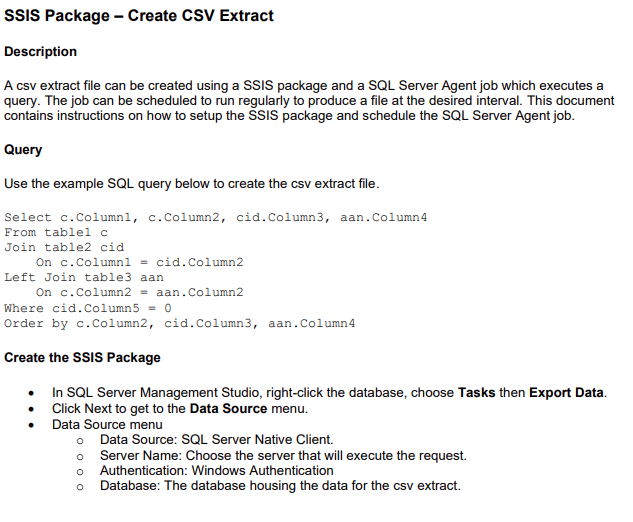 SSIS Package – Create CSV Extract
Description
A csv extract file can be created using a SSIS package and a SQL Server Agent job which executes a
query. The job can be scheduled to run regularly to produce a file at the desired interval. This document
contains instructions on how to setup the SSIS package and schedule the SQL Server Agent job.
Query
Use the example SQL query below to create the csv extract file.
Select c.Column1, c.Column2, cid.Column3, aan.Column4
From table1 c
Join table2 cid
    On c.Column1 = cid.Column2
Left Join table3 aan
    On c.Column2 = aan.Column2
Where cid.Column5 = 0
Order by c.Column2, cid.Column3, aan.Column4
Create the SSIS Package
• In SQL Server Management Studio, right-click the database, choose Tasks then Export Data.
• Click Next to get to the Data Source menu.
• Data Source menu
o Data Source: SQL Server Native Client.
o Server Name: Choose the server that will execute the request.
o Authentication: Windows Authentication
o Database: The database housing the data for the csv extract.